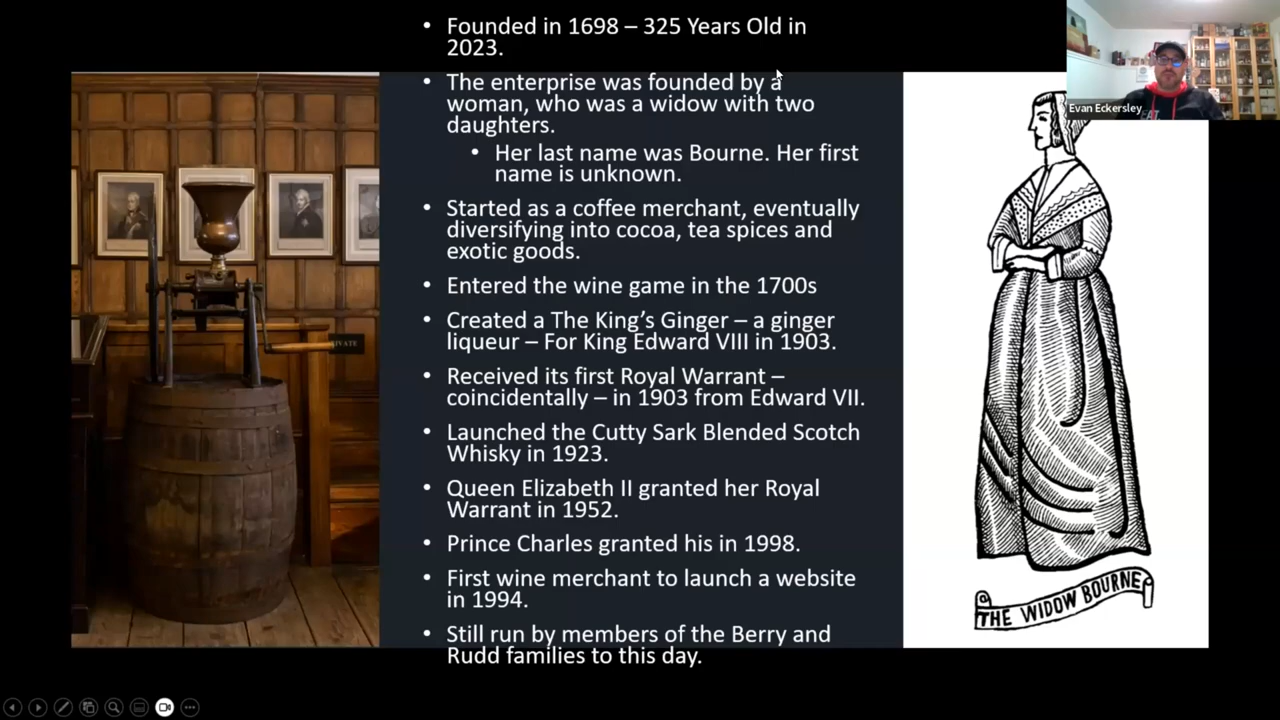 • Founded in 1698 – 325 Years Old in
2023.
• The enterprise was founded by a
woman, who was a widow with two
daughters.
• Her last name was Bourne. Her first
name is unknown.
• Started as a coffee merchant, eventually
diversifying into cocoa, tea spices and
exotic goods.
• Entered the wine game in the 1700s
• Created a The King’s Ginger – a ginger
liqueur – For King Edward VIII in 1903.
• Received its first Royal Warrant –
coincidentally – in 1903 from Edward VII.
• Launched the Cutty Sark Blended Scotch
Whisky in 1923.
• Queen Elizabeth II granted her Royal
Warrant in 1952.
• Prince Charles granted his in 1998.
• First wine merchant to launch a website
in 1994.
• Still run by members of the Berry and
Rudd families to this day.
Evan Eckersley
THE WIDOW BOURNE